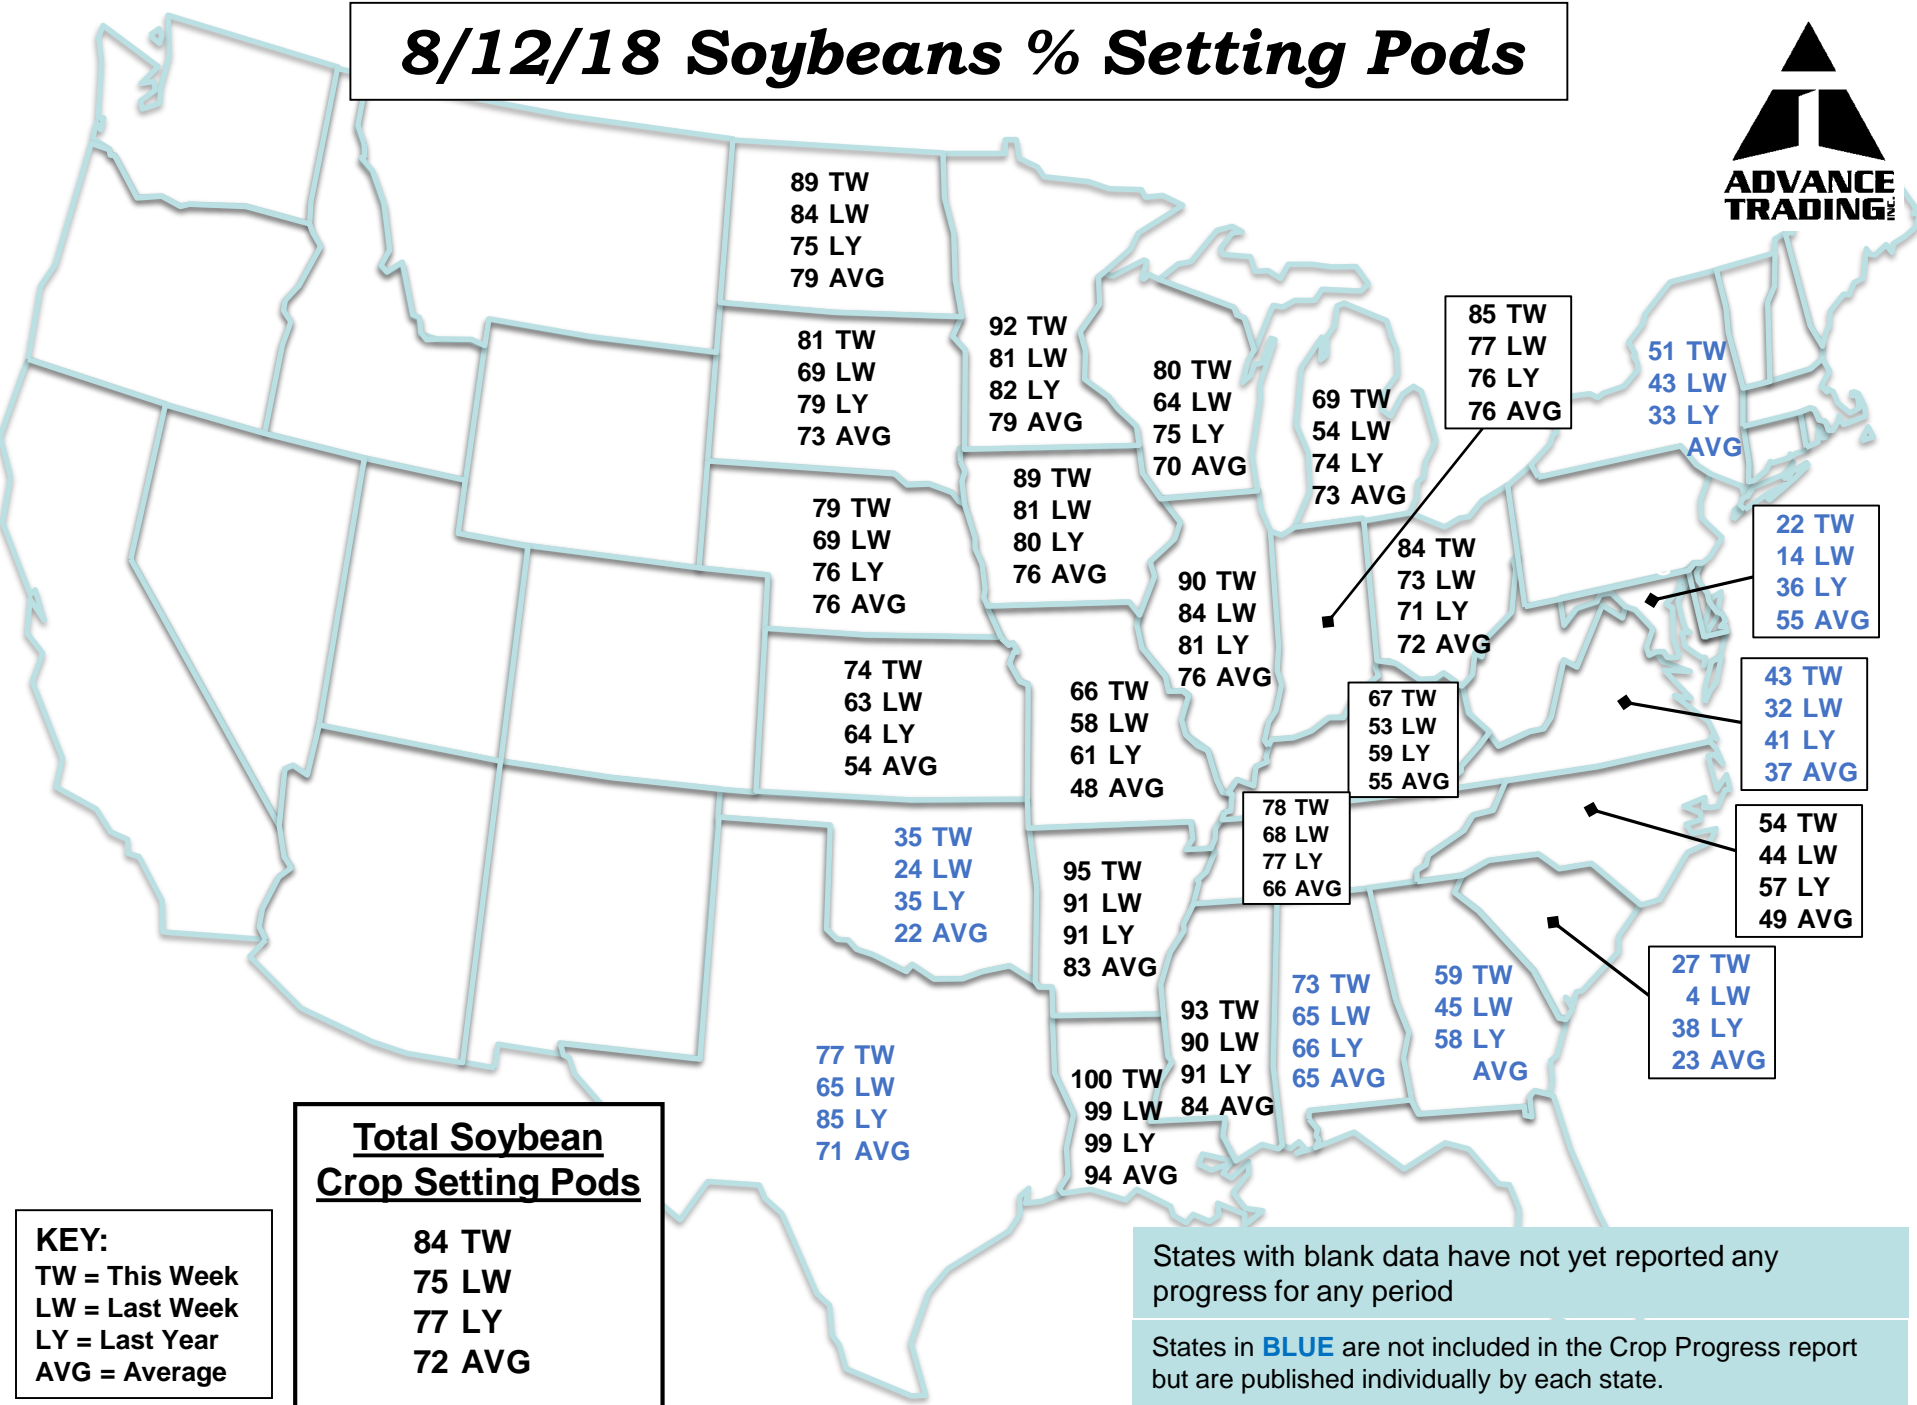 8/12/18 Soybeans % Setting Pods
ADVANCE
TRADING INC.
89 TW
84 LW
75 LY
79 AVG
81 TW
69 LW
79 LY
73 AVG
92 TW
81 LW
82 LY
79 AVG
80 TW
64 LW
75 LY
70 AVG
69 TW
54 LW
74 LY
73 AVG
85 TW
77 LW
76 LY
76 AVG
51 TW
43 LW
33 LY
AVG
79 TW
69 LW
76 LY
76 AVG
89 TW
81 LW
80 LY
76 AVG
90 TW
84 LW
81 LY
76 AVG
84 TW
73 LW
71 LY
72 AVG
22 TW
14 LW
36 LY
55 AVG
74 TW
63 LW
64 LY
54 AVG
66 TW
58 LW
61 LY
48 AVG
67 TW
53 LW
59 LY
55 AVG
43 TW
32 LW
41 LY
37 AVG
35 TW
24 LW
35 LY
22 AVG
95 TW
91 LW
91 LY
83 AVG
78 TW
68 LW
77 LY
66 AVG
54 TW
44 LW
57 LY
49 AVG
77 TW
65 LW
85 LY
71 AVG
100 TW
99 LW
99 LY
94 AVG
93 TW
90 LW
91 LY
84 AVG
73 TW
65 LW
66 LY
65 AVG
59 TW
45 LW
58 LY
AVG
27 TW
4 LW
38 LY
23 AVG
Total Soybean
Crop Setting Pods
84 TW
75 LW
77 LY
72 AVG
KEY:
TW = This Week
LW = Last Week
LY = Last Year
AVG = Average
States with blank data have not yet reported any
progress for any period
States in BLUE are not included in the Crop Progress report
but are published individually by each state.